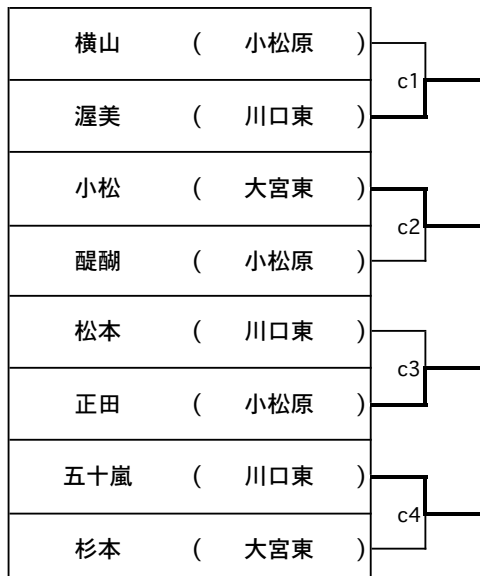 横山 ( 小松原 )
c1
渥美 ( 川口東 )
小松 ( 大宮東 )
c2
醍醐 ( 小松原 )
松本 ( 川口東 )
c3
正田 ( 小松原 )
五十嵐 ( 川口東 )
c4
杉本 ( 大宮東 )